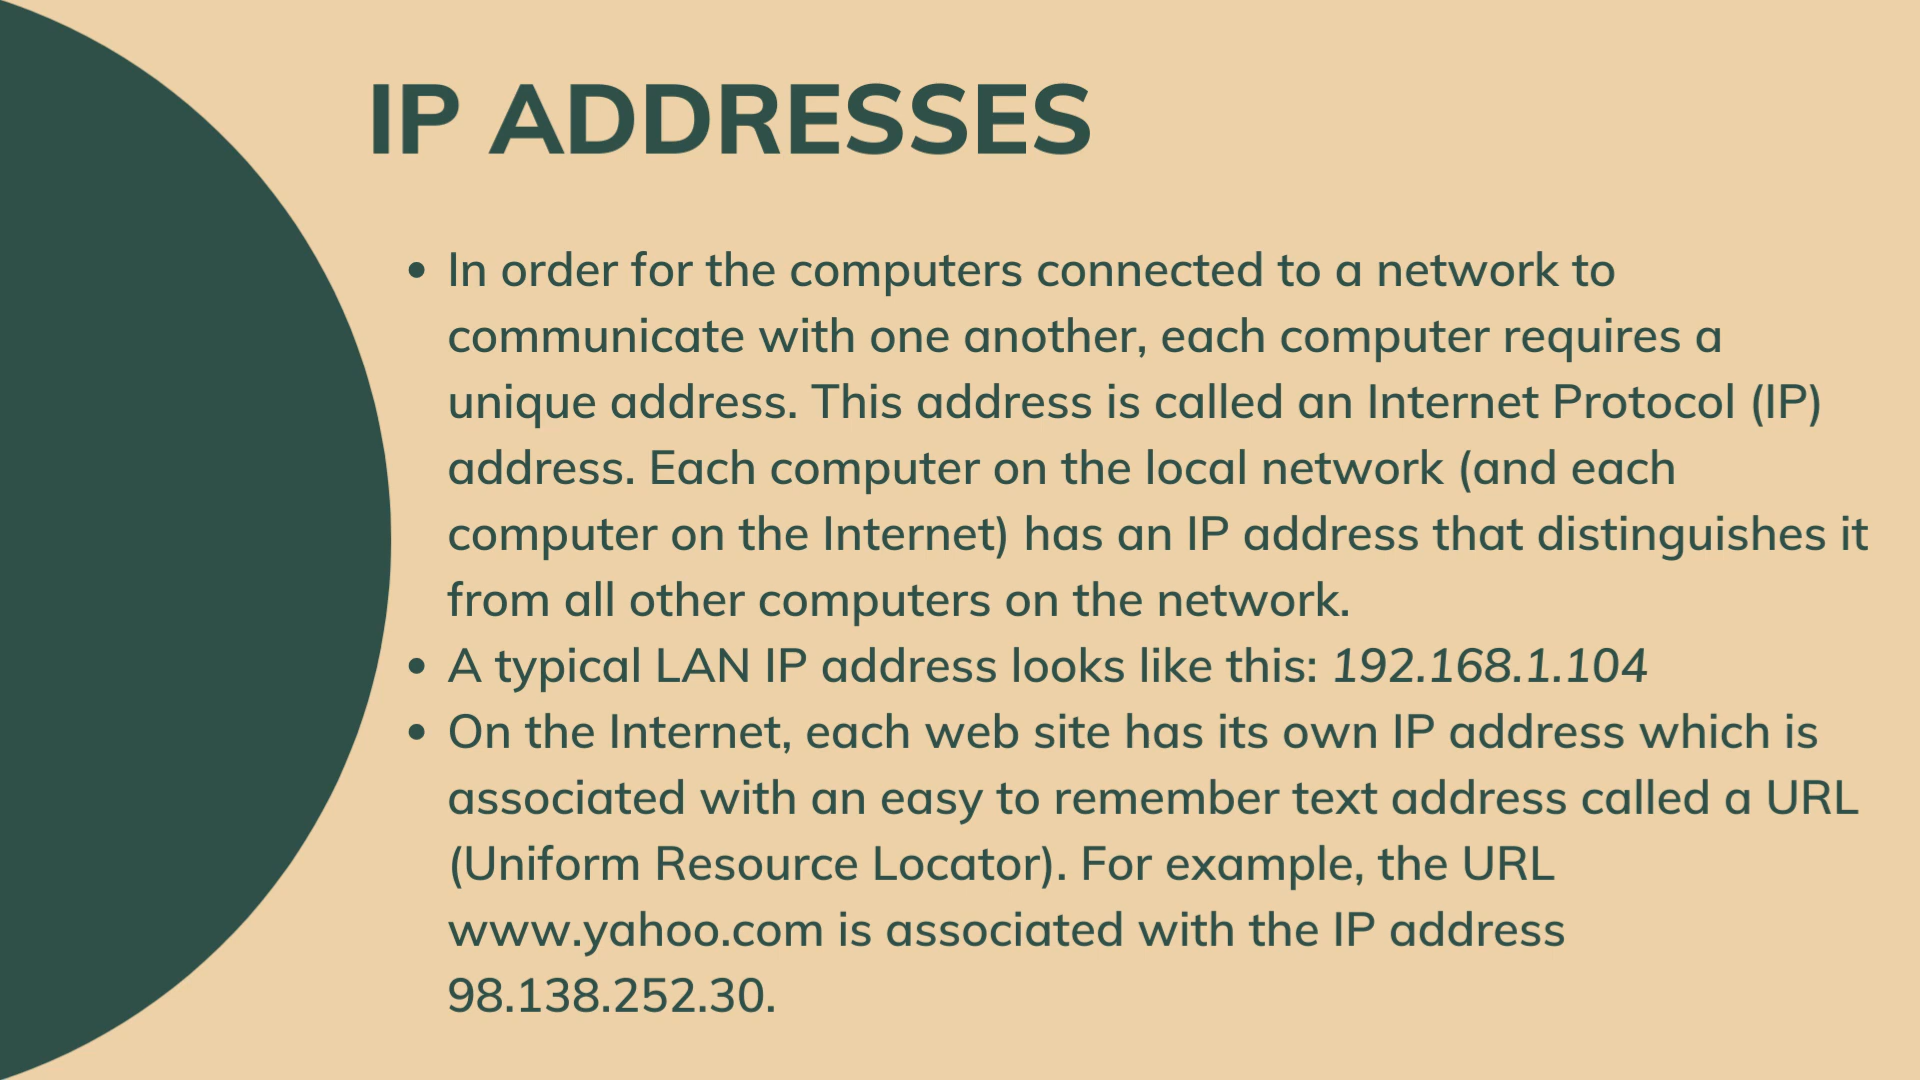 IP ADDRESSES
• In order for the computers connected to a network to
communicate with one another, each computer requires a
unique address. This address is called an Internet Protocol (IP)
address. Each computer on the local network (and each
computer on the Internet) has an IP address that distinguishes it
from all other computers on the network.
• A typical LAN IP address looks like this: 192.168.1.104
• On the Internet, each web site has its own IP address which is
associated with an easy to remember text address called a URL
(Uniform Resource Locator). For example, the URL
www.yahoo.com is associated with the IP address
98.138.252.30.